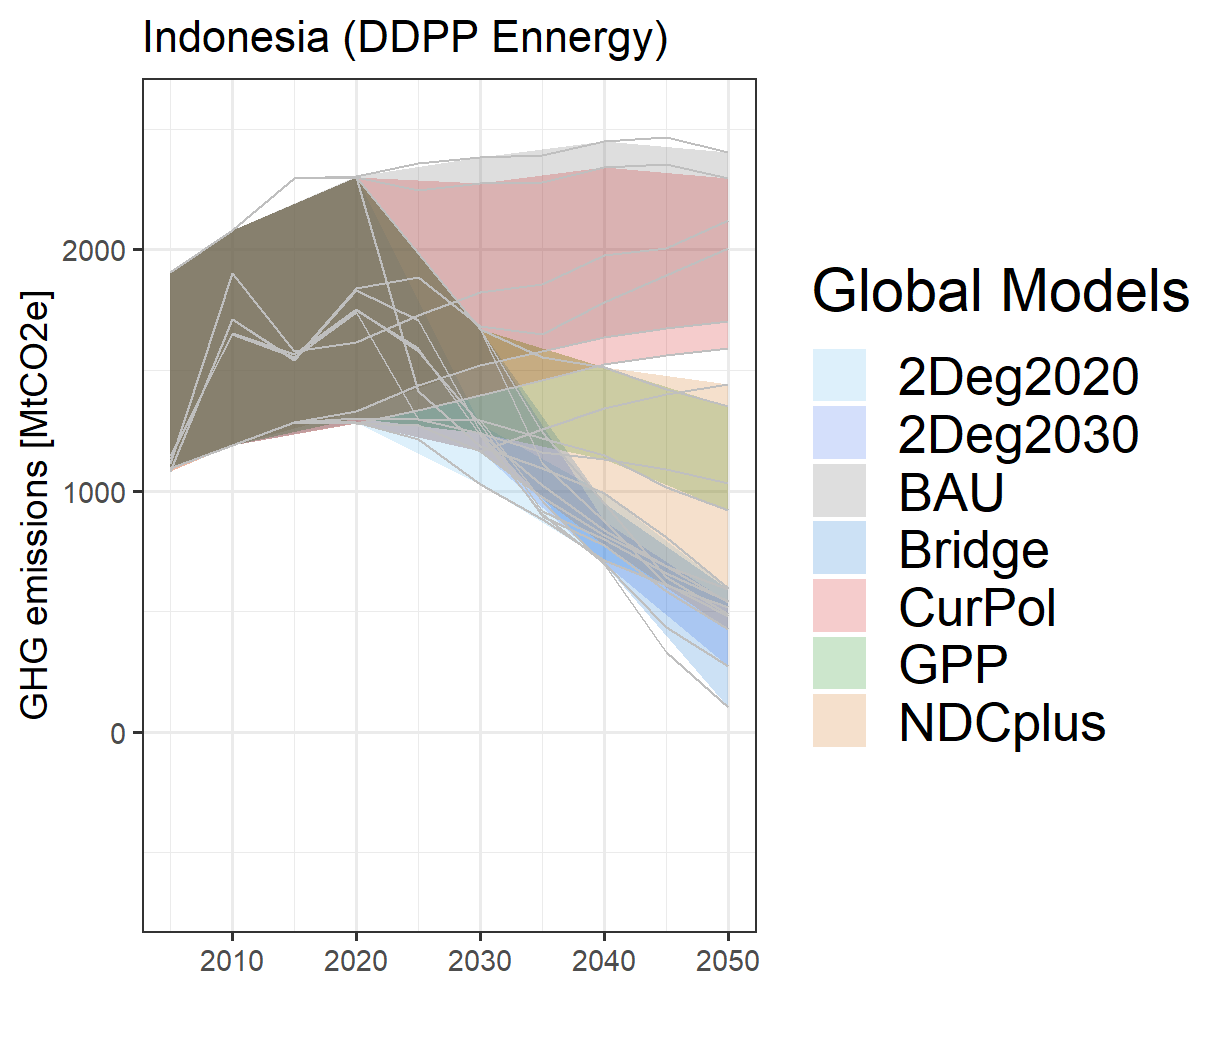 Indonesia (DDPP Ennergy)
GHG emissions [MtCO2e]
2000
1000
0
2010 2020 2030 2040 2050
Global Models
2Deg2020
2Deg2030
BAU
Bridge
CurPol
GPP
NDCplus